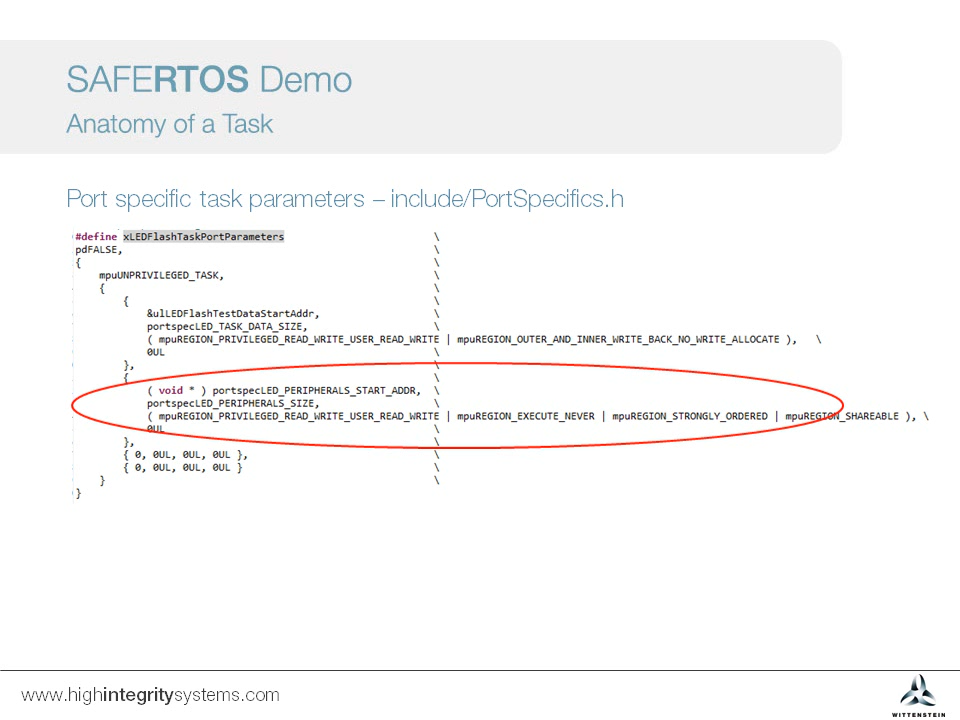 SAFERTOS Demo
Anatomy of a Task
Port specific task parameters – include/PortSpecifics.h
#define xLEDFlashTaskPortParameters \
pdFALSE, \
{ \
mpuUNPRIVILEGED_TASK, \
{ \
{ \
&ulLEDFlashTestDataStartAddr, \
portspecLED_TASK_DATA_SIZE, \
( mpuREGION_PRIVILEGED_READ_WRITE_USER_READ_WRITE | mpuREGION_OUTER_AND_INNER_WRITE_BACK_NO_WRITE_ALLOCATE ), \
0UL \
}, \
{ \
( void * ) portspecLED_PERIPHERALS_START_ADDR, \
portspecLED_PERIPHERALS_SIZE, \
( mpuREGION_PRIVILEGED_READ_WRITE_USER_READ_WRITE | mpuREGION_EXECUTE_NEVER | mpuREGION_STRONGLY_ORDERED | mpuREGION_SHAREABLE ), \
0UL \
}, \
{ 0, 0UL, 0UL, 0UL }, \
{ 0, 0UL, 0UL, 0UL } \
} \
}
www.highintegritysystems.com
WITTENSTEIN